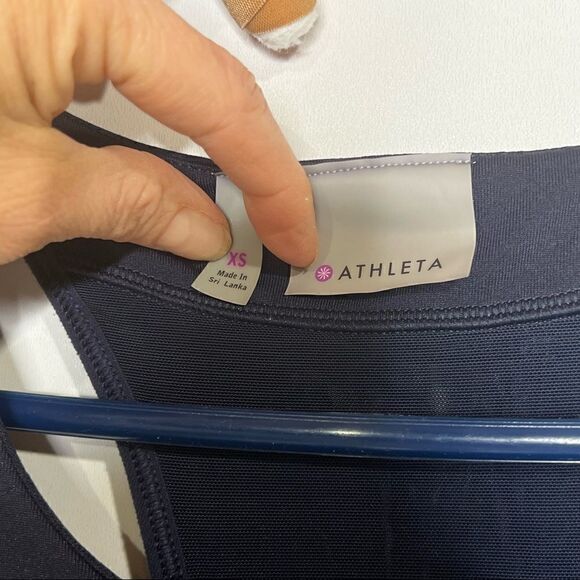 XS
Made In
Sri Lanka
ATHLETA